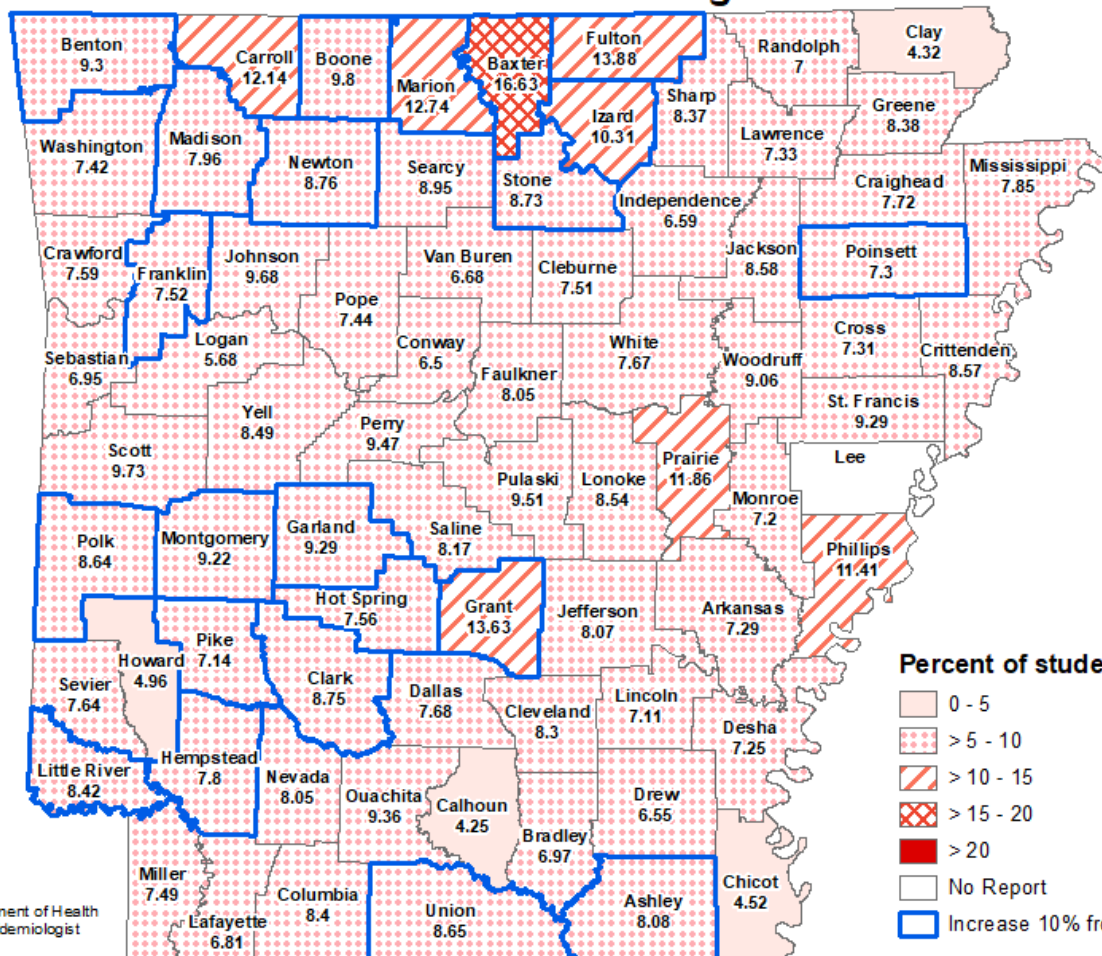 Benton
9.3
Carroll
12.14
Boone
9.8
Marion
12.74
Baxter
16.63
Fulton
13.88
Randolph
7
Clay
4.32
Sharp
8.37
Izard
10.31
Greene
8.38
Lawrence
7.33
Washington
7.42
Madison
7.96
Newton
8.76
Searcy
8.95
Stone
8.73
Independence
6.59
Craighead
7.72
Mississippi
7.85
Crawford
7.59
Franklin
7.52
Johnson
9.68
Pope
7.44
Van Buren
6.68
Cleburne
7.51
Jackson
8.58
Poinsett
7.3
Sebastian
6.95
Logan
5.68
Conway
6.5
Faulkner
8.05
White
7.67
Woodruff
9.06
Cross
7.31
Crittenden
8.57
St. Francis
9.29
Scott
9.73
Yell
8.49
Perry
9.47
Pulaski
9.51
Lonoke
8.54
Prairie
11.86
Monroe
7.2
Lee
Phillips
11.41
Polk
8.64
Montgomery
9.22
Garland
9.29
Saline
8.17
Hot Spring
7.56
Grant
13.63
Jefferson
8.07
Arkansas
7.29
Howard
4.96
Pike
7.14
Clark
8.75
Dallas
7.68
Cleveland
8.3
Lincoln
7.11
Desha
7.25
Sevier
7.64
Little River
8.42
Hempstead
7.8
Nevada
8.05
Ouachita
9.36
Calhoun
4.25
Bradley
6.97
Drew
6.55
Chicot
4.52
Miller
7.49
Lafayette
6.81
Columbia
8.4
Union
8.65
Ashley
8.08
Percent of stude
0 - 5
> 5 - 10
> 10 - 15
> 15 - 20
> 20
No Report
Increase 10% fr
ment of Health
demiologist